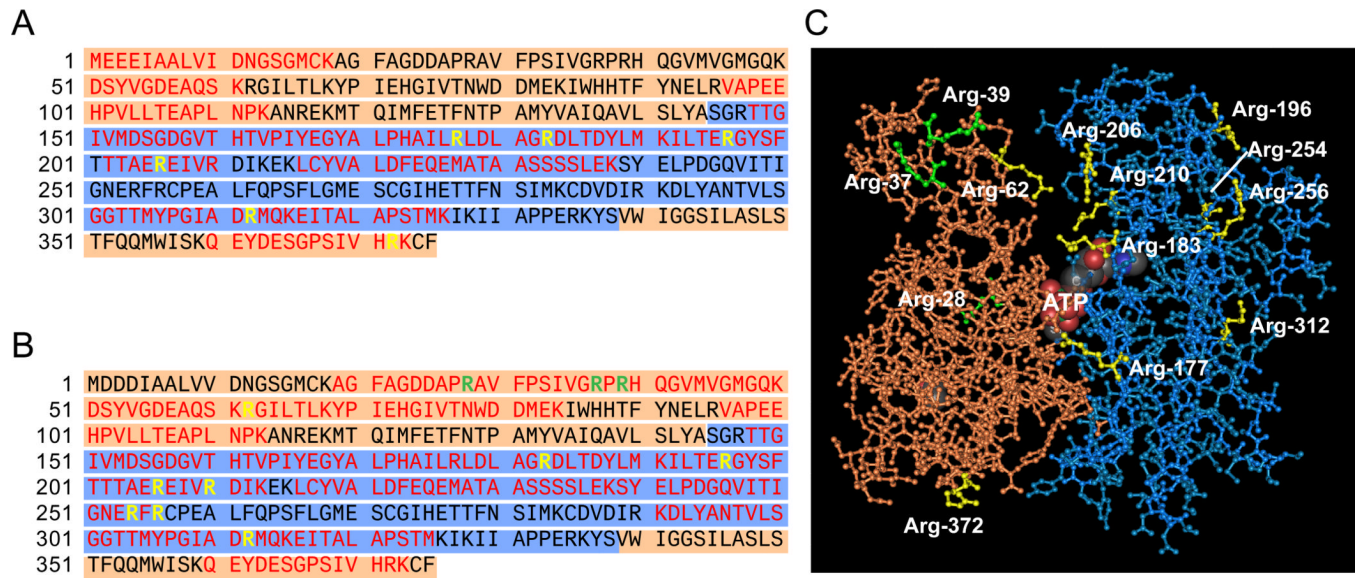 A
1 MEEEIAALVI DNGSGMCKAG FAGDDAPRAV FPSIVGRPRH QGVMVGMGQK
51 DSYVGDEAQS KRGILTLKYP IEHGIVTNWD DMEKIWHHTF YNELRVAPEE
101 HPVLLTEAPL NPKANREKMT QIMFETFNTP AMYVAIQAVL SLYASGRTTG
151 IVMDSGDGVT HTVPIYEGYA LPHAILRLDL AGRDLTDYLM KILTERGYSF
201 TTTAEREIVR DIKEKLCYVA LDFEQEMATA ASSSSLEKSY ELPDGQVITI
251 GNERFRCPEA LFQPSFLGME SCGIHETTFN SIMKCDVDIR KDLYANTVLS
301 GGTTMYPGIA DRMQKEITAL APSTMKIKII APPERKYSVW IGGSILASLS
351 TFQQMWISKQ EYDESGPSIV HRKCF
B
1 MDDDIAALVV DNGSGMCKAG FAGDDAPRAV FPSIVGRPRH QGVMVGMGQK
51 DSYVGDEAQS KRGILTLKYP IEHGIVTNWD DMEKIWHHTF YNELRVAPEE
101 HPVLLTEAPL NPKANREKMT QIMFETFNTP AMYVAIQAVL SLYASGRTTG
151 IVMDSGDGVT HTVPIYEGYA LPHAILRLDL AGRDLTDYLM KILTERGYSF
201 TTTAEREIVR DIKEKLCYVA LDFEQEMATA ASSSSLEKSY ELPDGQVITI
251 GNERFRCPEA LFQPSFLGME SCGIHETTFN SIMKCDVDIR KDLYANTVLS
301 GGTTMYPGIA DRMQKEITAL APSTMKIKII APPERKYSVW IGGSILASLS
351 TFQQMWISKQ EYDESGPSIV HRKCF
C
Arg-39
Arg-196
Arg-206
Arg-254
Arg-37
Arg-62
Arg-210
Arg-256
Arg-183
Arg-28
ATP
Arg-312
Arg-177
Arg-372